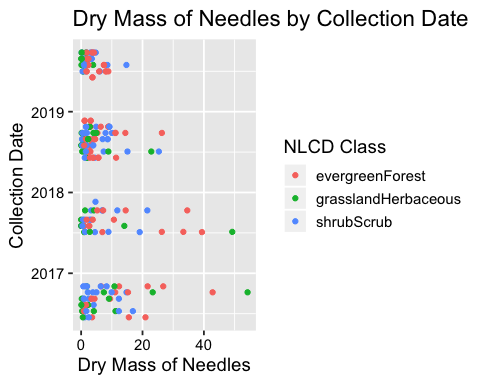 Dry Mass of Needles by Collection Date
2019
2018
2017
Collection Date
0
20
40
Dry Mass of Needles
NLCD Class
evergreenForest
grasslandHerbaceous
shrubScrub